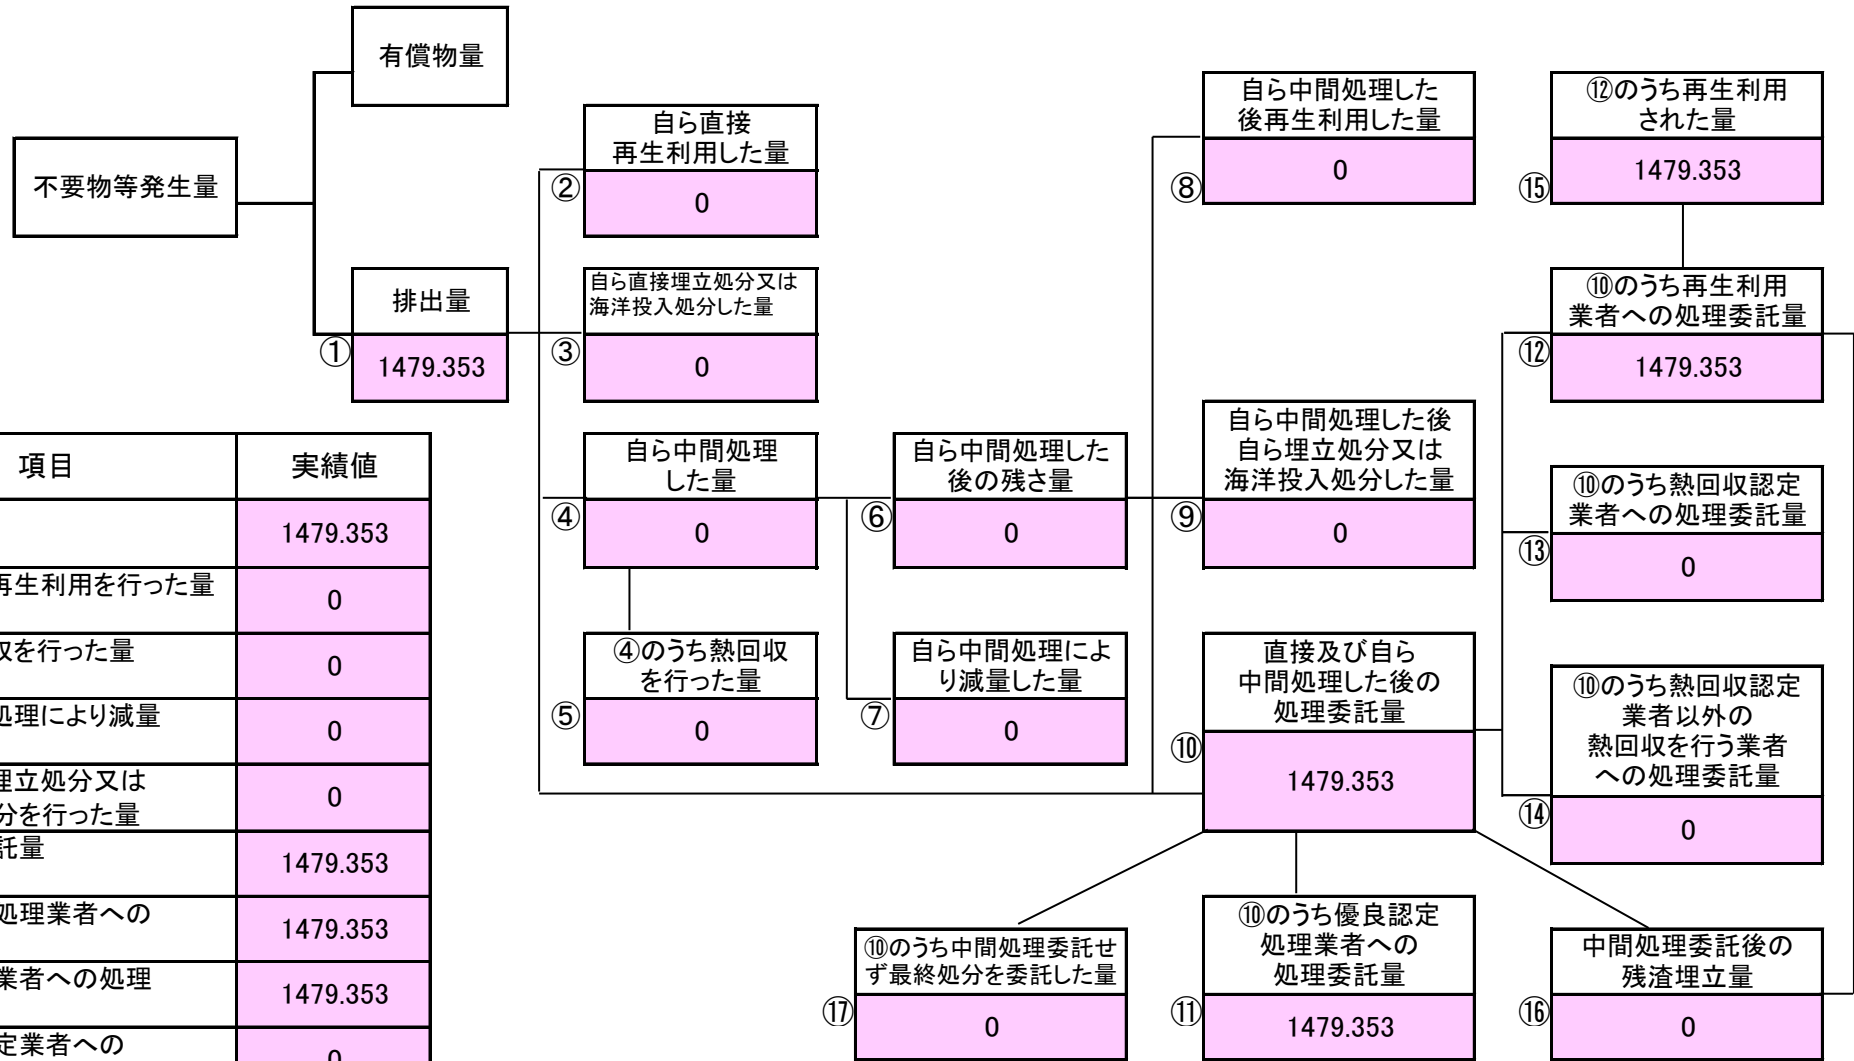 有償物量
不要物等発生量
排出量
①
1479.353
自ら直接
再生利用した量
②
0
自ら直接埋立処分又は
海洋投入処分した量
③
0
自ら中間処理
した量
④
0
④のうち熱回収
を行った量
⑤
0
自ら中間処理した
後の残さ量
⑥
0
自ら中間処理によ
り減量した量
⑦
0
自ら中間処理した
後再生利用した量
⑧
0
自ら中間処理した後
自ら埋立処分又は
海洋投入処分した量
⑨
0
直接及び自ら
中間処理した後の
処理委託量
⑩
1479.353
⑫のうち再生利用
された量
⑮
1479.353
⑩のうち再生利用
業者への処理委託量
⑫
1479.353
⑩のうち熱回収認定
業者への処理委託量
⑬
0
⑩のうち熱回収認定
業者以外の
熱回収を行う業者
への処理委託量
⑭
0
⑩のうち中間処理委託せ
ず最終処分を委託した量
⑰
0
⑩のうち優良認定
処理業者への
処理委託量
⑪
1479.353
中間処理委託後の
残渣埋立量
⑯
0
項目 実績値
1479.353
再生利用を行った量
0
を行った量
0
処理により減量
0
埋立処分又は
分を行った量
0
託量
1479.353
処理業者への
1479.353
業者への処理
1479.353
定業者への
0